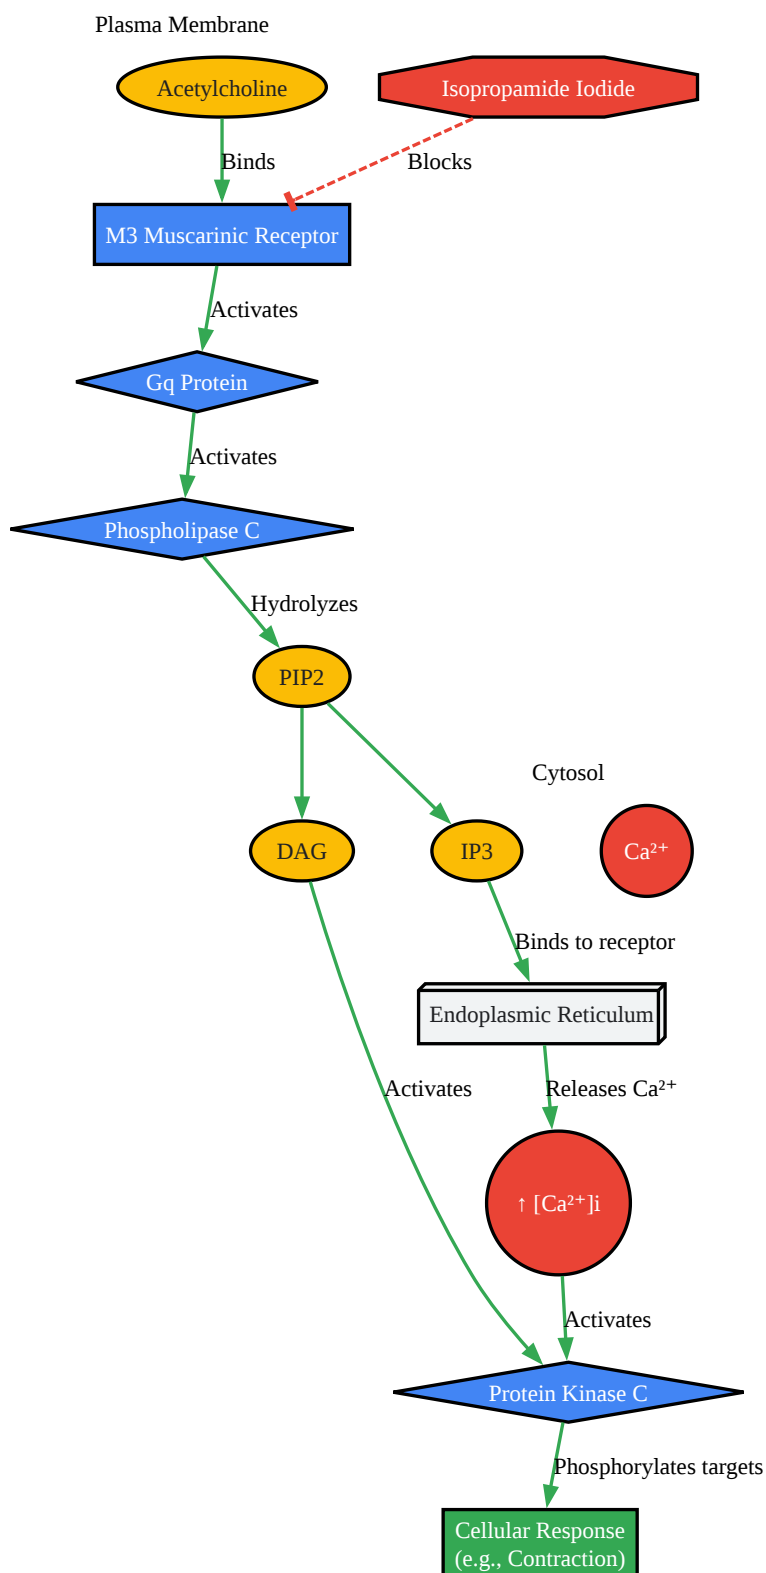 Plasma Membrane
Acetylcholine
Isopropamide Iodide
Binds
Blocks
M3 Muscarinic Receptor
Activates
Gq Protein
Activates
Phospholipase C
Hydrolyzes
PIP2
Cytosol
DAG
IP3
Ca²⁺
Binds to receptor
Endoplasmic Reticulum
Activates
Releases Ca²⁺
↑ [Ca²⁺]i
Activates
Protein Kinase C
Phosphorylates targets
Cellular Response
(e.g., Contraction)